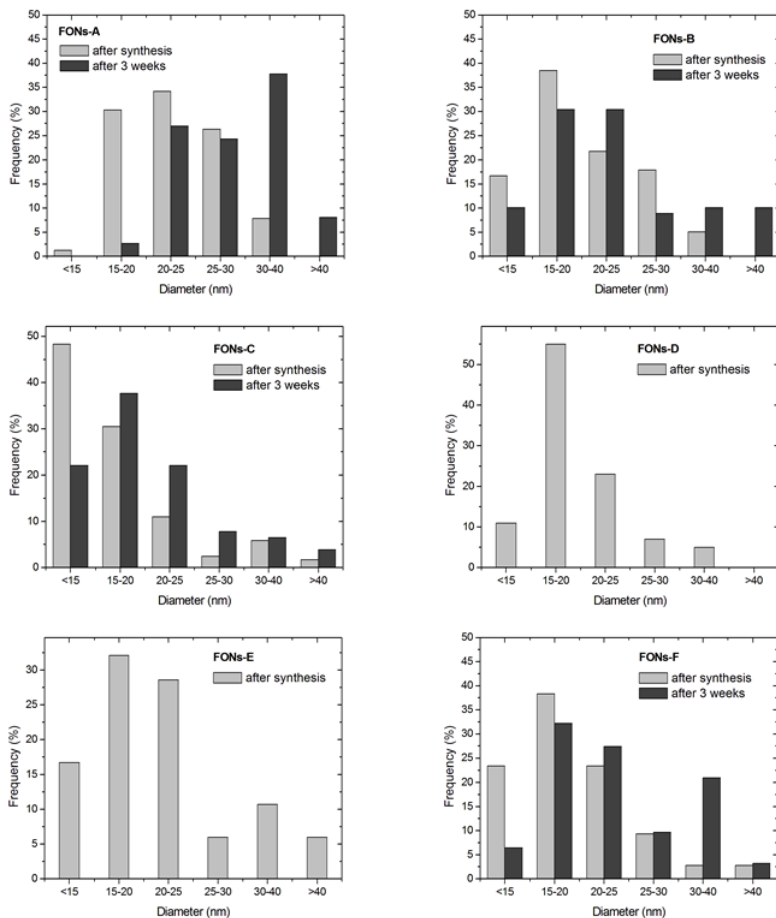 FONs-A
after synthesis
after 3 weeks
Frequency (%)
50
45
40
35
30
25
20
15
10
5
0
<15 15-20 20-25 25-30 30-40 >40
Diameter (nm)
FONs-B
after synthesis
after 3 weeks
Frequency (%)
50
45
40
35
30
25
20
15
10
5
0
<15 15-20 20-25 25-30 30-40 >40
Diameter (nm)
FONs-C
after synthesis
after 3 weeks
Frequency (%)
50
40
30
20
10
0
<15 15-20 20-25 25-30 30-40 >40
Diameter (nm)
FONs-D
after synthesis
Frequency (%)
50
40
30
20
10
0
<15 15-20 20-25 25-30 30-40 >40
Diameter (nm)
FONs-E
after synthesis
Frequency (%)
30
25
20
15
10
5
0
<15 15-20 20-25 25-30 30-40 >40
Diameter (nm)
FONs-F
after synthesis
after 3 weeks
Frequency (%)
50
45
40
35
30
25
20
15
10
5
0
<15 15-20 20-25 25-30 30-40 >40
Diameter (nm)